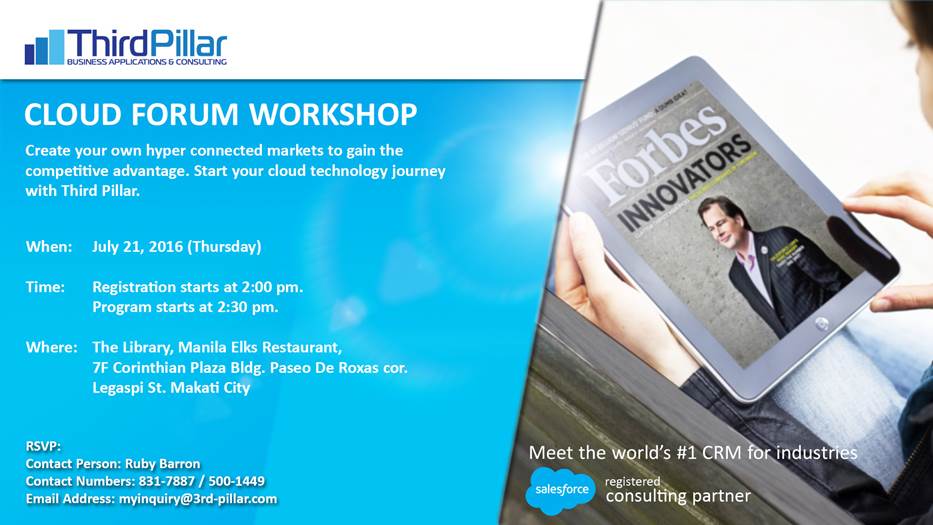 ThirdPillar
BUSINESS APPLICATIONS & CONSULTING
CLOUD FORUM WORKSHOP
Create your own hyper connected markets to gain the
competitive advantage. Start your cloud technology journey
with Third Pillar.
When: July 21, 2016 (Thursday)
Time: Registration starts at 2:00 pm.
Program starts at 2:30 pm.
Where: The Library, Manila Elks Restaurant,
7F Corinthian Plaza Bldg. Paseo De Roxas cor.
Legaspi St. Makati City
RSVP:
Contact Person: Ruby Barron
Contact Numbers: 831-7887 / 500-1449
Email Address: myinquiry@3rd-pillar.com
Forbes
INNOVATORS
Meet the world's #1 CRM for industries
salesforce
registered
consulting partner